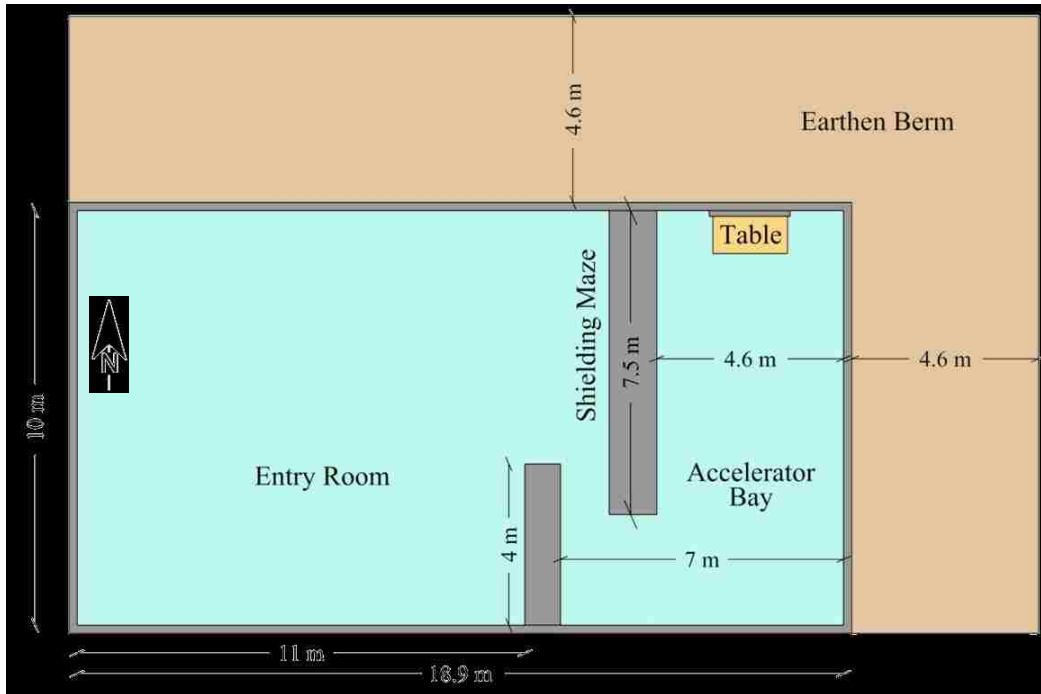 4.6 m
Earthen Berm
Table
Shielding Maze
7.5 m
4.6 m
4.6 m
N
10 m
Entry Room
Accelerator
Bay
4 m
7 m
11 m
18.9 m